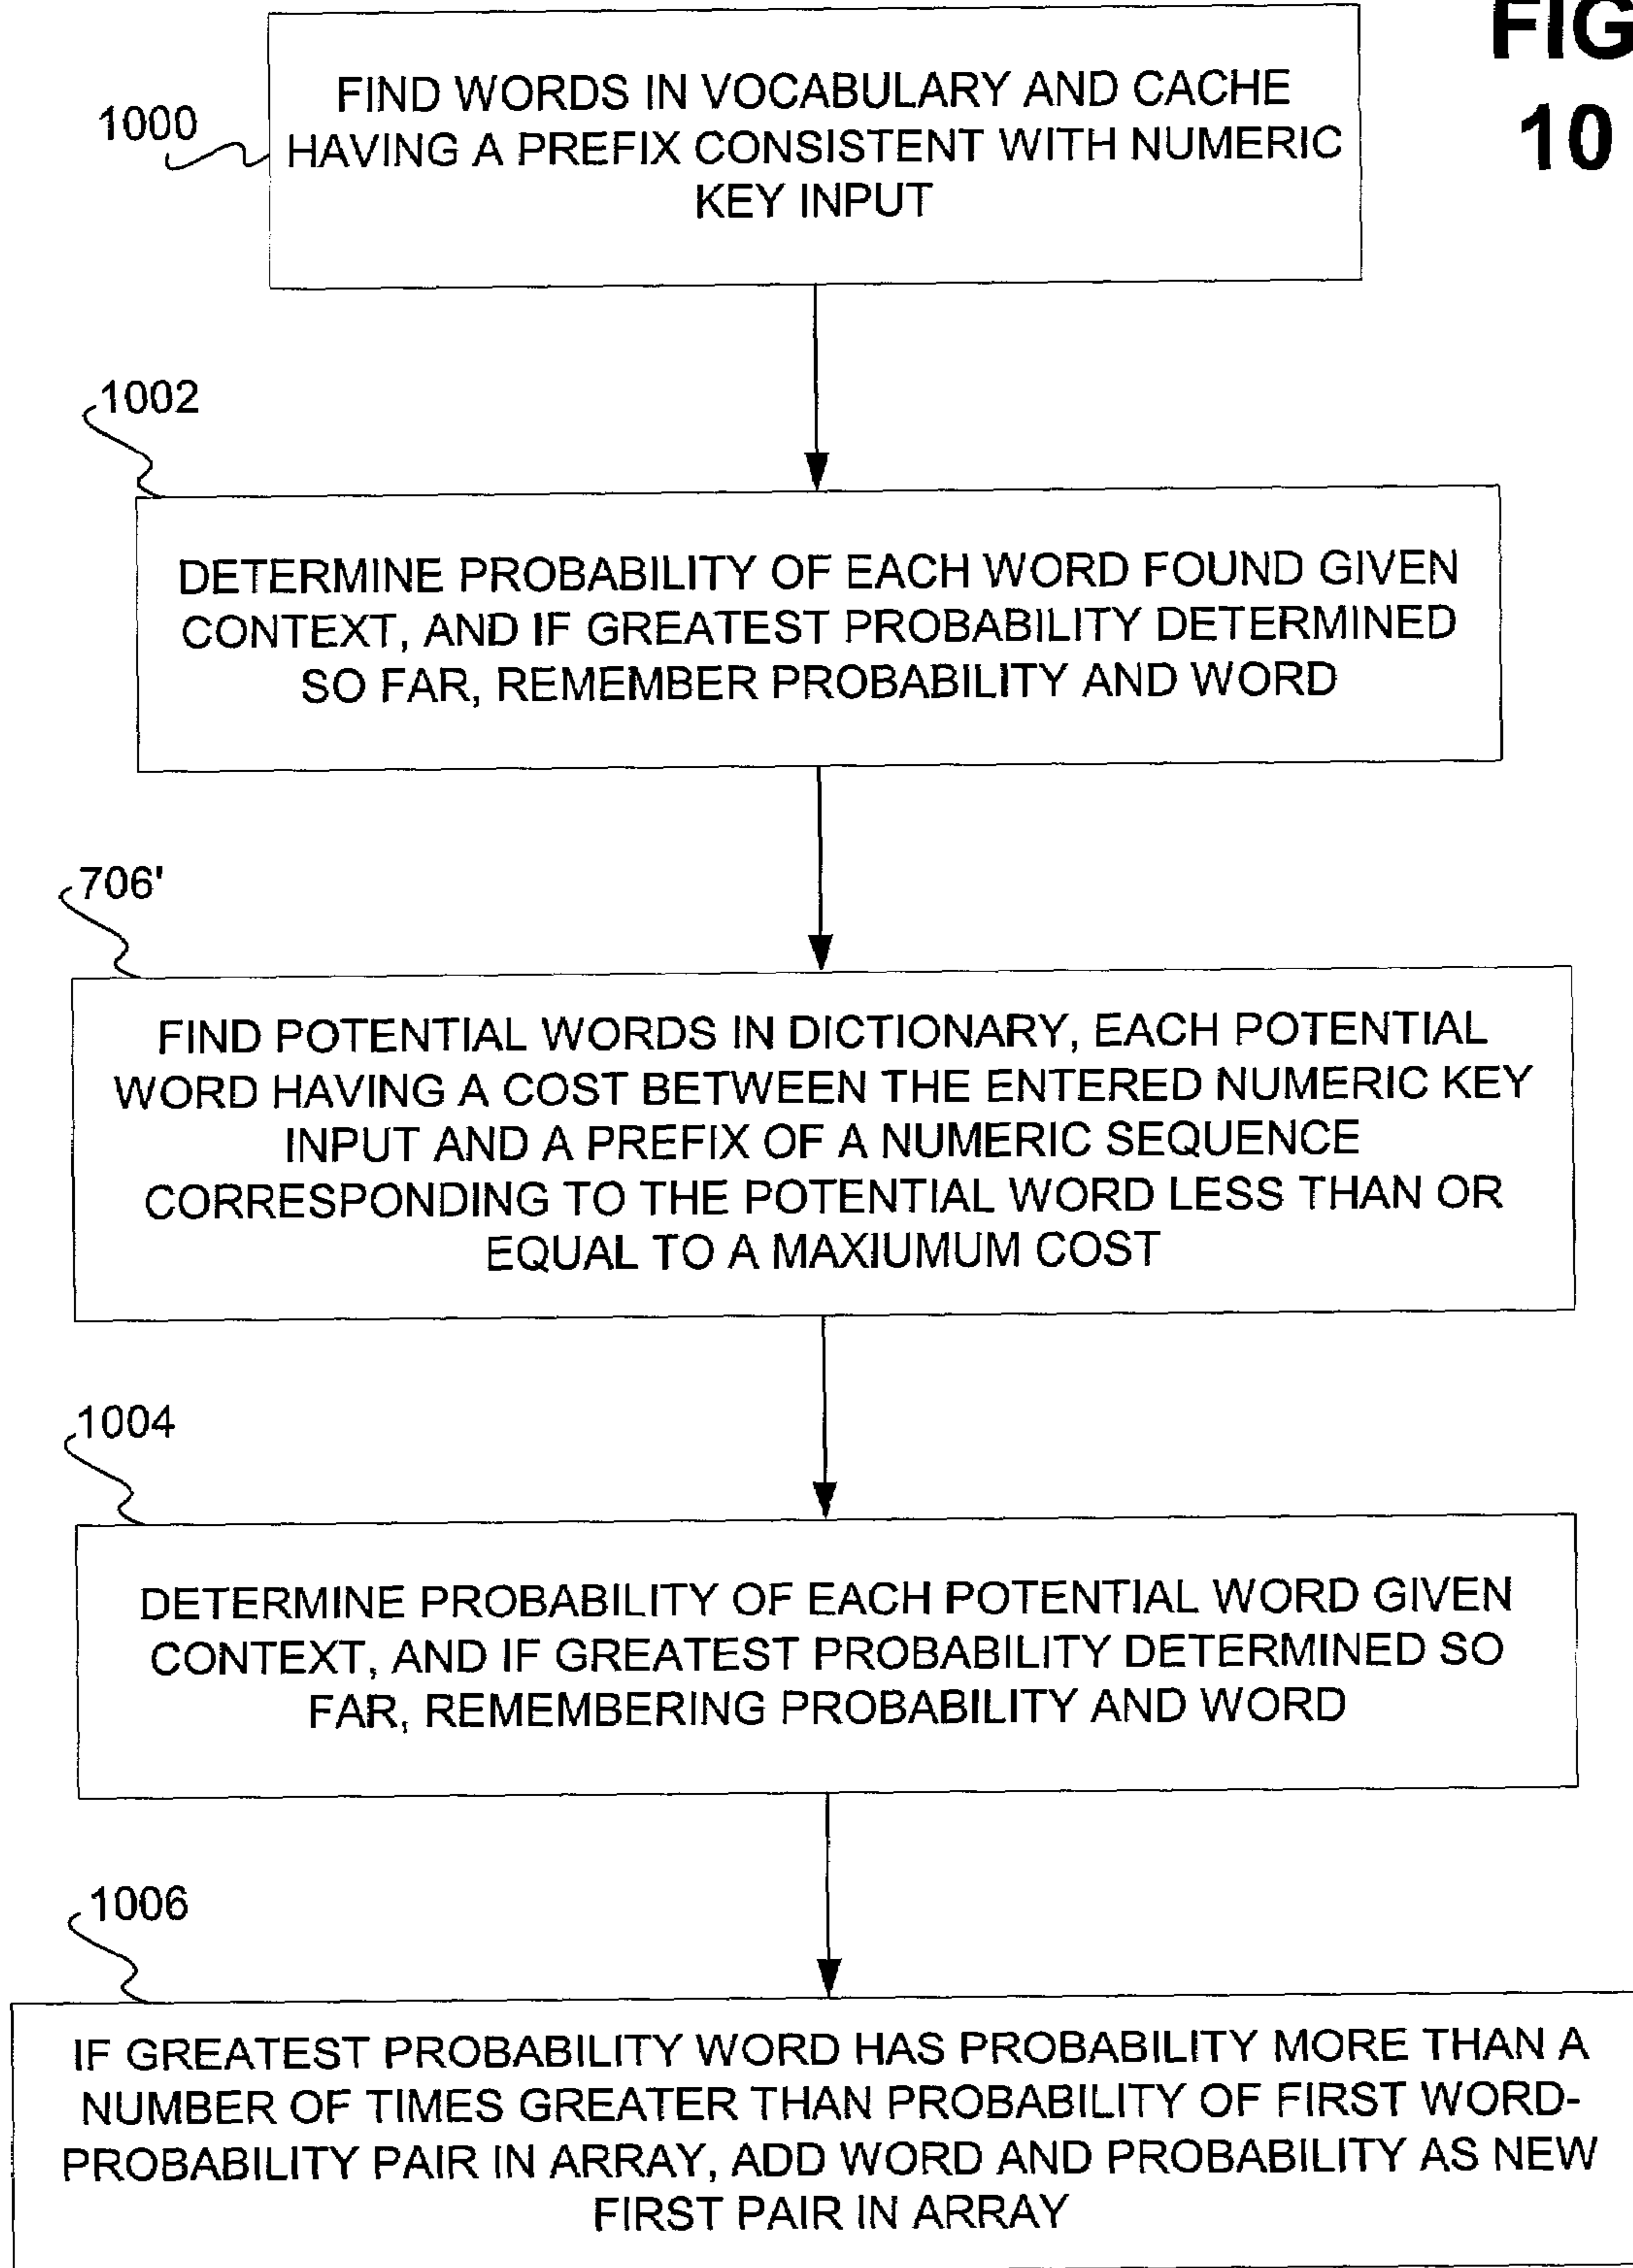 FIG
10
1000
FIND WORDS IN VOCABULARY AND CACHE
HAVING A PREFIX CONSISTENT WITH NUMERIC
KEY INPUT
1002
DETERMINE PROBABILITY OF EACH WORD FOUND GIVEN
CONTEXT, AND IF GREATEST PROBABILITY DETERMINED
SO FAR, REMEMBER PROBABILITY AND WORD
706'
FIND POTENTIAL WORDS IN DICTIONARY, EACH POTENTIAL
WORD HAVING A COST BETWEEN THE ENTERED NUMERIC KEY
INPUT AND A PREFIX OF A NUMERIC SEQUENCE
CORRESPONDING TO THE POTENTIAL WORD LESS THAN OR
EQUAL TO A MAXIUMUM COST
1004
DETERMINE PROBABILITY OF EACH POTENTIAL WORD GIVEN
CONTEXT, AND IF GREATEST PROBABILITY DETERMINED SO
FAR, REMEMBERING PROBABILITY AND WORD
1006
IF GREATEST PROBABILITY WORD HAS PROBABILITY MORE THAN A
NUMBER OF TIMES GREATER THAN PROBABILITY OF FIRST WORD-
PROBABILITY PAIR IN ARRAY, ADD WORD AND PROBABILITY AS NEW
FIRST PAIR IN ARRAY